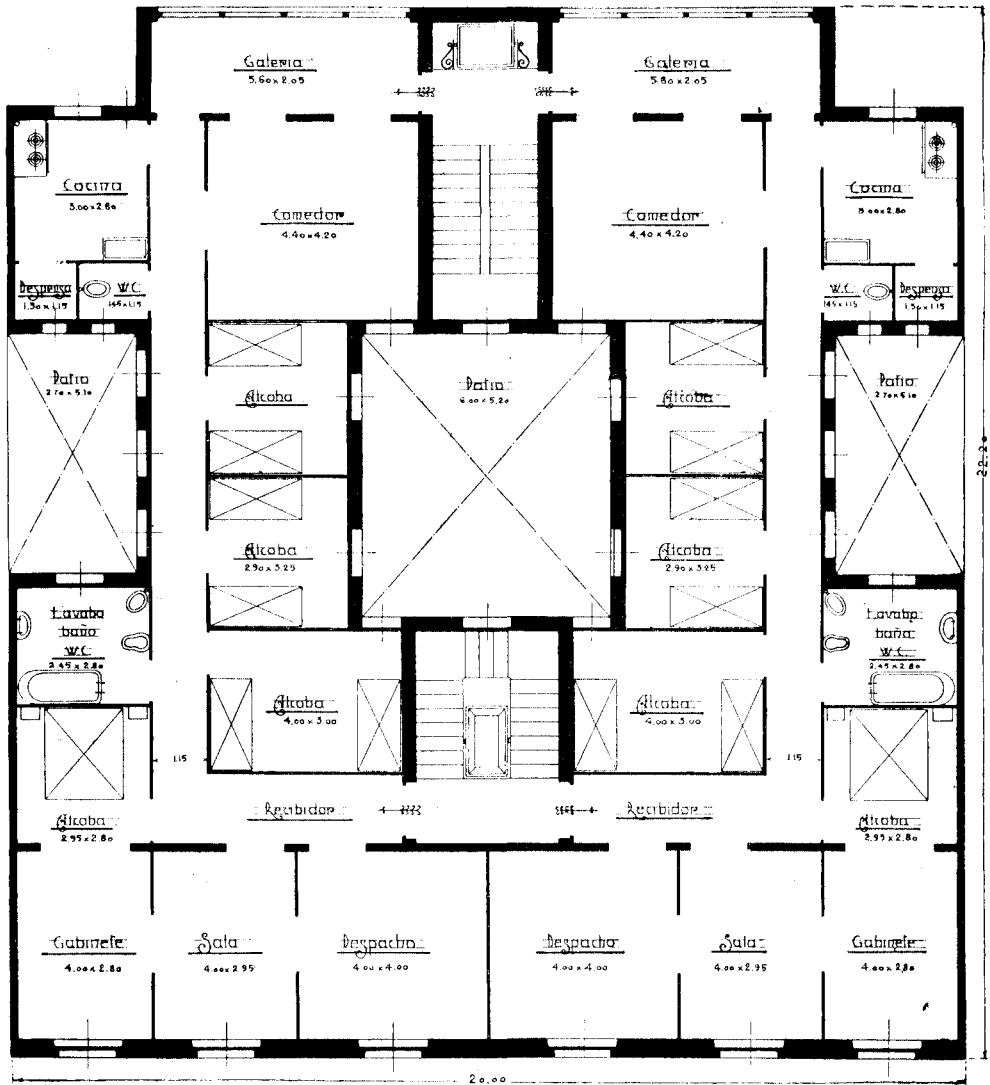 Galeria
5.60 x 2.05
Galeria
5.60 x 2.05
Cocina
3.00 x 2.80
Comedor
4.40 x 4.20
Comedor
4.40 x 4.20
Cocina
3.00 x 2.80
Despensa
1.30 x 1.15
W.C.
1.45 x 1.15
W.C.
1.45 x 1.15
Despensa
1.30 x 1.15
Patio
2.70 x 5.10
Alcoba
Patio
6.00 x 5.20
Alcoba
Patio
2.70 x 5.10
22.20
Alcoba
2.90 x 3.25
Alcoba
2.90 x 3.25
Lavabo
baño
W.C.
2.45 x 2.80
Lavabo
baño
W.C.
2.45 x 2.80
Alcoba
4.00 x 3.00
Alcoba
4.00 x 3.00
1.15
1.15
Recibidor
Recibidor
Alcoba
2.95 x 2.80
Alcoba
2.95 x 2.80
Gabinete
4.00 x 2.80
Sala
4.00 x 2.95
Despacho
4.00 x 4.00
Despacho
4.00 x 4.00
Sala
4.00 x 2.95
Gabinete
4.00 x 2.80
20.00